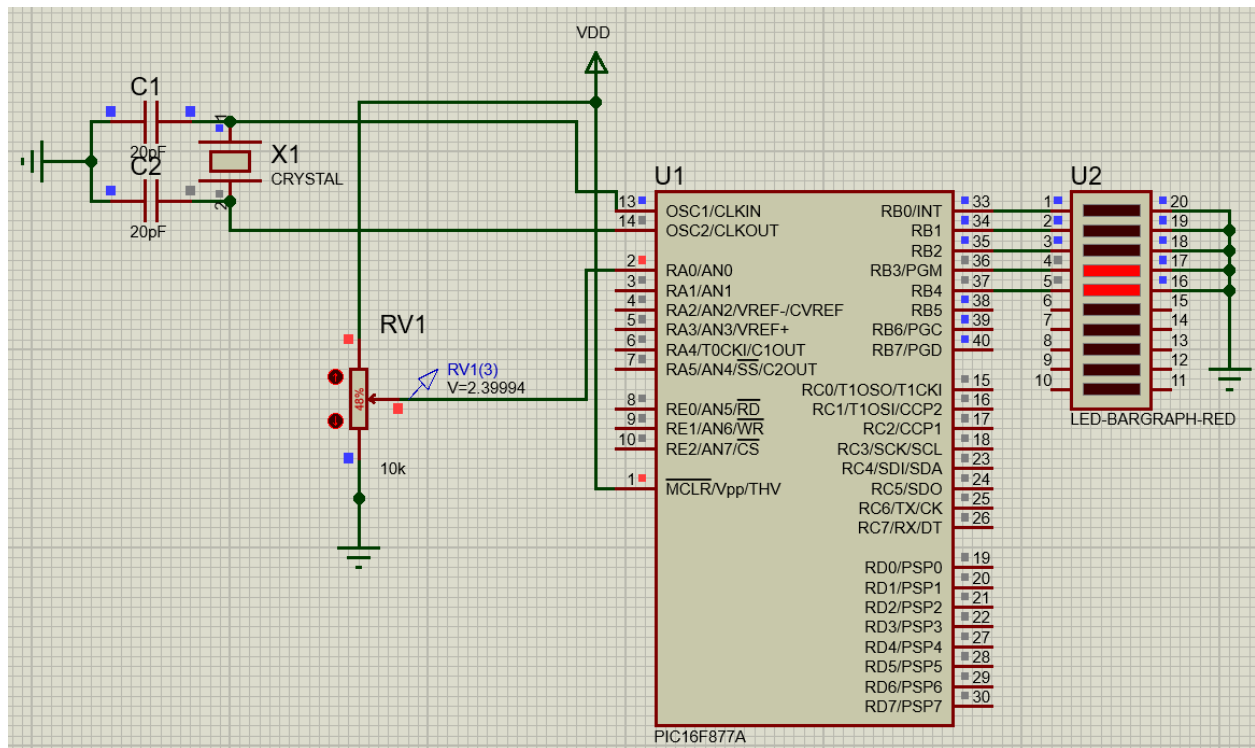 VDD
C1
1
20pF
C2
X1
CRYSTAL
2
20pF
RV1
RV1(3)
V=2.39994
48%
10k
U1
13 OSC1/CLKIN
14 OSC2/CLKOUT
2 RA0/AN0
3 RA1/AN1
4 RA2/AN2/VREF-/CVREF
5 RA3/AN3/VREF+
6 RA4/T0CKI/C1OUT
7 RA5/AN4/SS/C2OUT
8 RE0/AN5/RD
9 RE1/AN6/WR
10 RE2/AN7/CS
1 MCLR/Vpp/THV
RB0/INT 33
RB1 34
RB2 35
RB3/PGM 36
RB4 37
RB5 38
RB6/PGC 39
RB7/PGD 40
RC0/T1OSO/T1CKI 15
RC1/T1OSI/CCP2 16
RC2/CCP1 17
RC3/SCK/SCL 18
RC4/SDI/SDA 23
RC5/SDO 24
RC6/TX/CK 25
RC7/RX/DT 26
RD0/PSP0 19
RD1/PSP1 20
RD2/PSP2 21
RD3/PSP3 22
RD4/PSP4 27
RD5/PSP5 28
RD6/PSP6 29
RD7/PSP7 30
PIC16F877A
U2
1 20
2 19
3 18
4 17
5 16
6 15
7 14
8 13
9 12
10 11
LED-BARGRAPH-RED